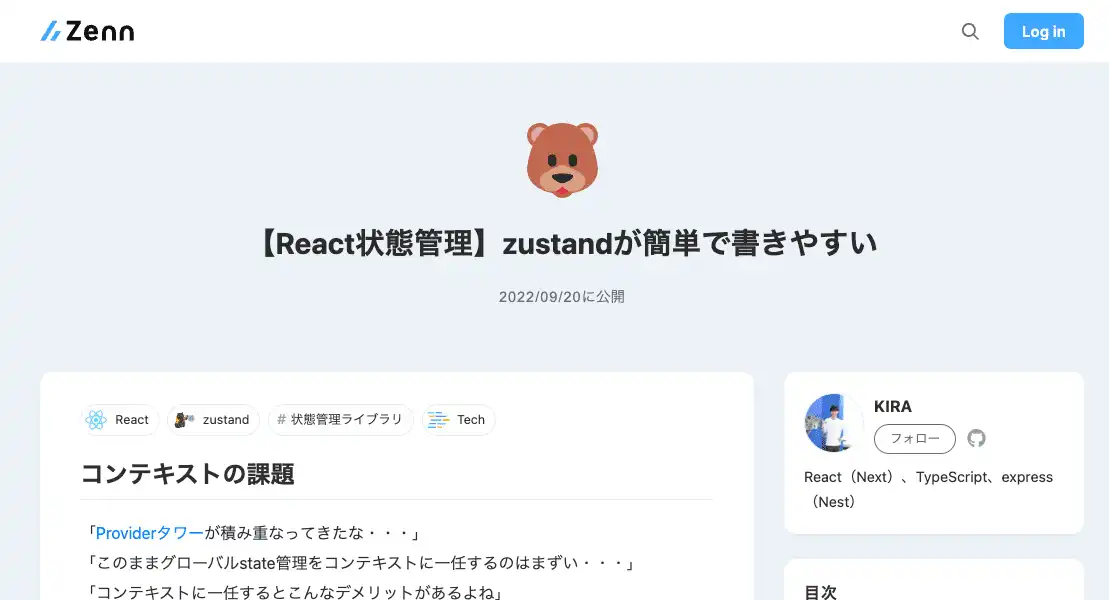 Zenn
Log in
【React状態管理】zustandが簡単で書きやすい
2022/09/20に公開
React
zustand
# 状態管理ライブラリ
Tech
コンテキストの課題
「Providerタワーが積み重なってきたな・・・」
「このままグローバルstate管理をコンテキストに一任するのはまずい・・・」
「コンテキストに一任するとこんなデメリットがあるよね」
KIRA
フォロー
React（Next）、TypeScript、express
（Nest）
目次